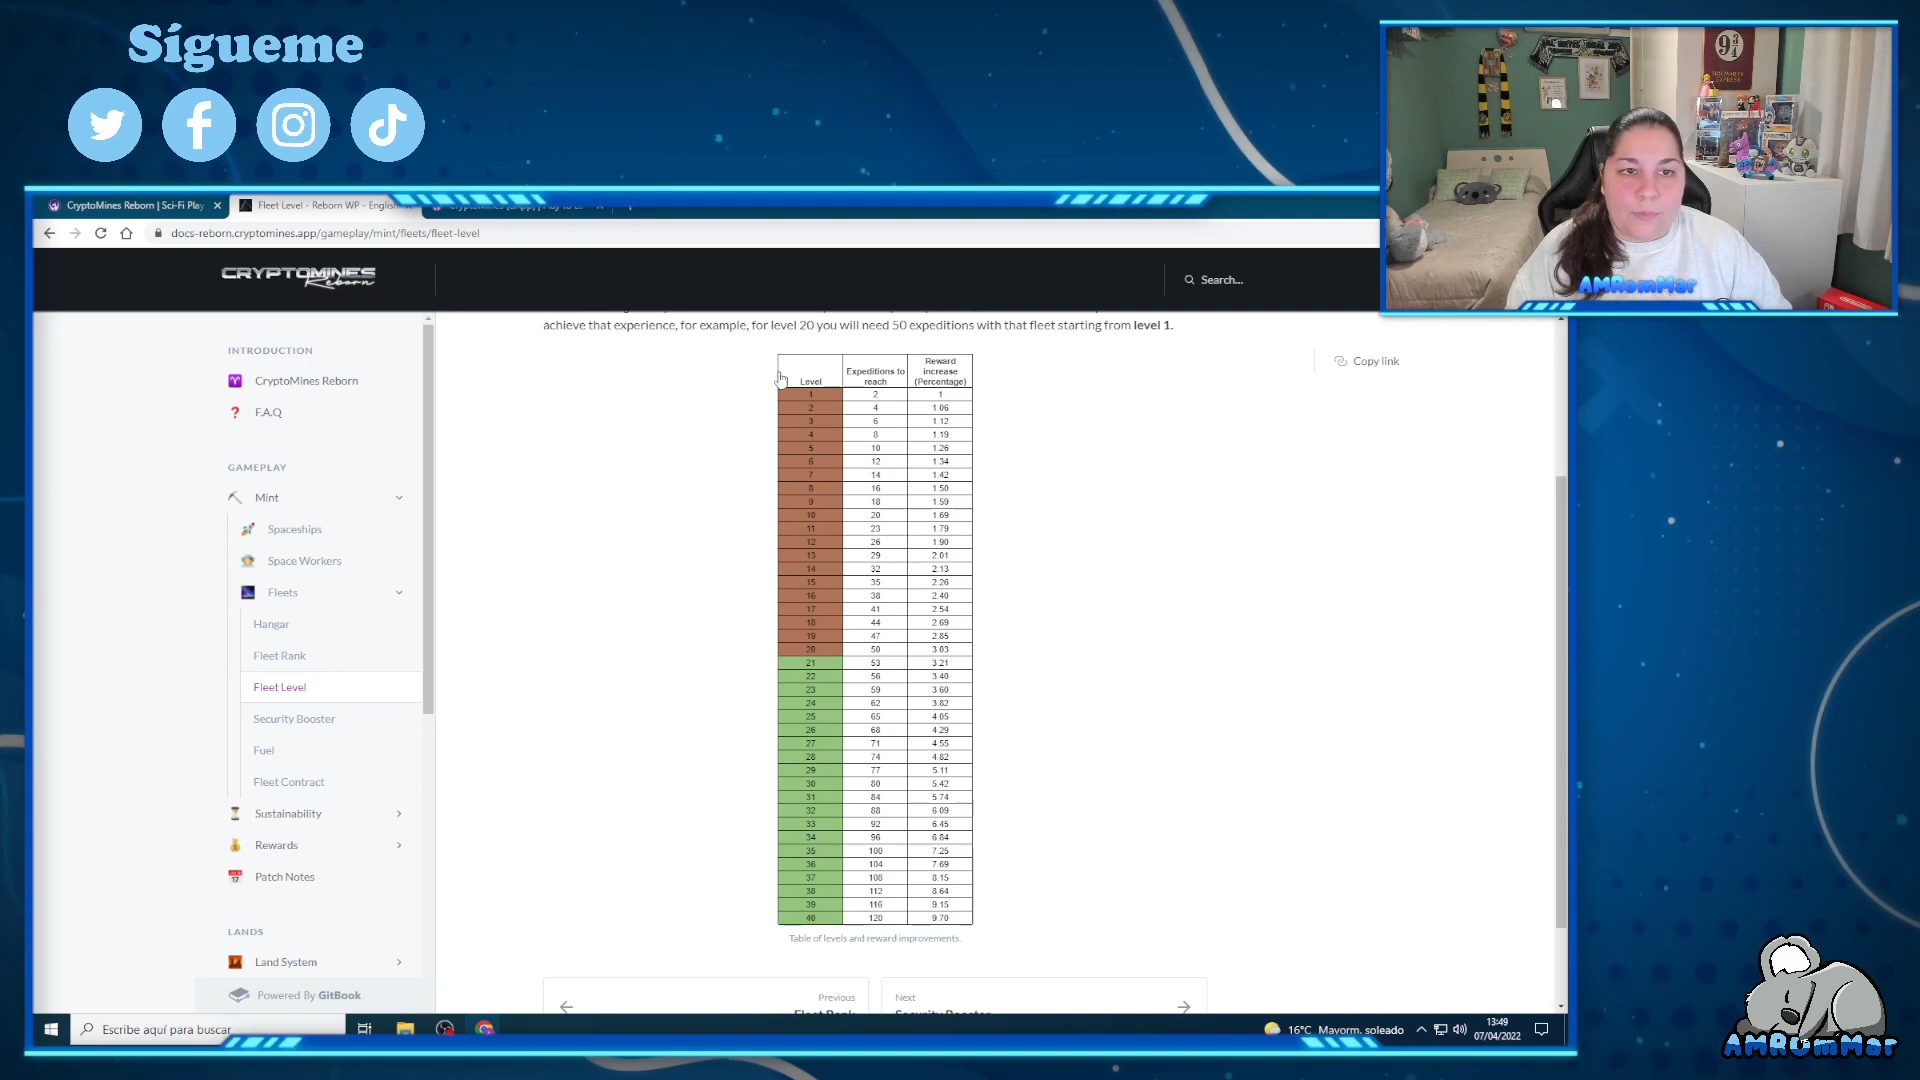 Sígueme
9 3/4
HOGWARTS
EXPRESS
AMRomMar
CryptoMines Reborn | Sci-Fi Play
Fleet Level - Reborn WP - English
docs-reborn.cryptomines.app/gameplay/mint/fleets/fleet-level
CRYPTOMINES
Reborn
Search...
achieve that experience, for example, for level 20 you will need 50 expeditions with that fleet starting from level 1.
Copy link
INTRODUCTION
CryptoMines Reborn
F.A.Q
GAMEPLAY
Mint
Spaceships
Space Workers
Fleets
Hangar
Fleet Rank
Fleet Level
Security Booster
Fuel
Fleet Contract
Sustainability
Rewards
Patch Notes
LANDS
Land System
Powered By GitBook
Level Expeditions to reach Reward increase (Percentage)
1 2 1
2 4 1.06
3 6 1.12
4 8 1.19
5 10 1.26
6 12 1.34
7 14 1.42
8 16 1.50
9 18 1.59
10 20 1.69
11 23 1.79
12 26 1.90
13 29 2.01
14 32 2.13
15 35 2.26
16 38 2.40
17 41 2.54
18 44 2.69
19 47 2.85
20 50 3.03
21 53 3.21
22 56 3.40
23 59 3.60
24 62 3.82
25 65 4.05
26 68 4.29
27 71 4.55
28 74 4.82
29 77 5.11
30 80 5.42
31 84 5.74
32 88 6.09
33 92 6.45
34 96 6.84
35 100 7.25
36 104 7.69
37 108 8.15
38 112 8.64
39 116 9.15
40 120 9.70
Table of levels and reward improvements.
Previous
Next
Escribe aquí para buscar
16°C Mayorm. soleado
13:49
07/04/2022
AMRomMar